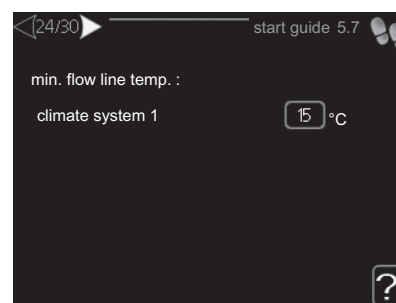 24/30 start guide 5.7
min. flow line temp. :
climate system 1 15 °C
?